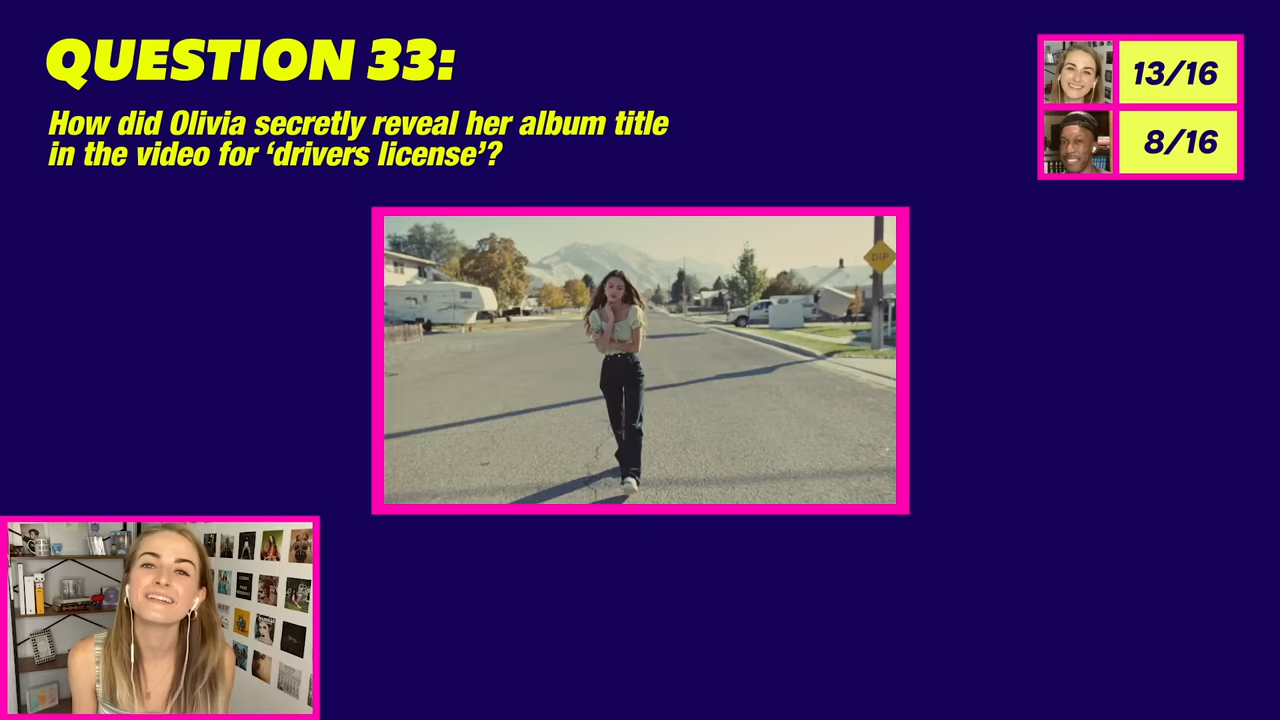 QUESTION 33:
How did Olivia secretly reveal her album title
in the video for ‘drivers license’?
13/16
8/16
DIP